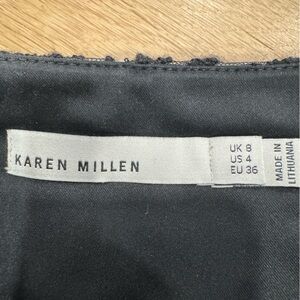 KAREN MILLEN
UK 8
US 4
EU 36
MADE IN
LITHUANIA